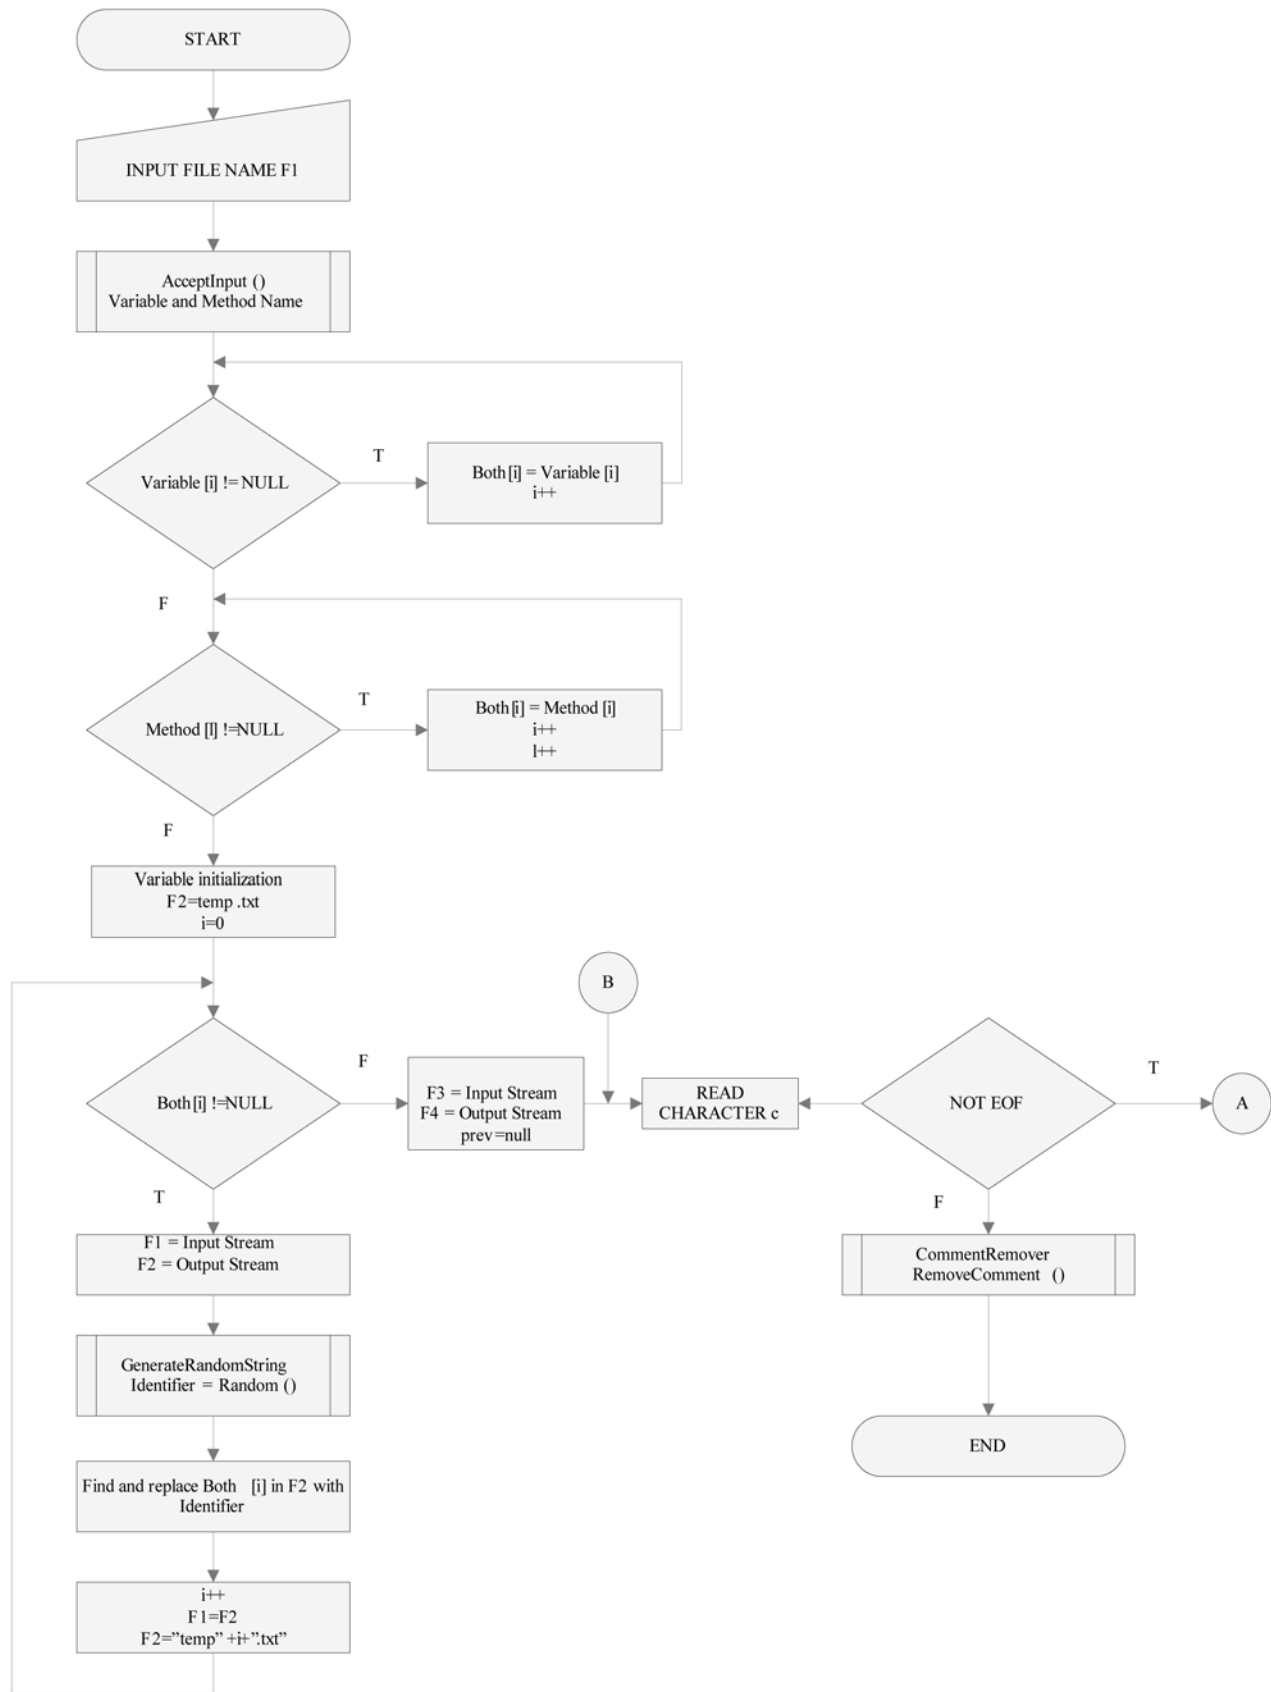 START
INPUT FILE NAME F1
AcceptInput ()
Variable and Method Name
Variable [i] != NULL
T
Both [i] = Variable [i]
i++
F
Method [l] !=NULL
T
Both [i] = Method [i]
i++
l++
F
Variable initialization
F2=temp .txt
i=0
Both [i] !=NULL
F
F3 = Input Stream
F4 = Output Stream
prev=null
B
READ
CHARACTER c
NOT EOF
T
A
T
F1 = Input Stream
F2 = Output Stream
F
CommentRemover
RemoveComment ()
GenerateRandomString
Identifier = Random ()
END
Find and replace Both [i] in F2 with
Identifier
i++
F1=F2
F2=”temp” +i+”.txt”